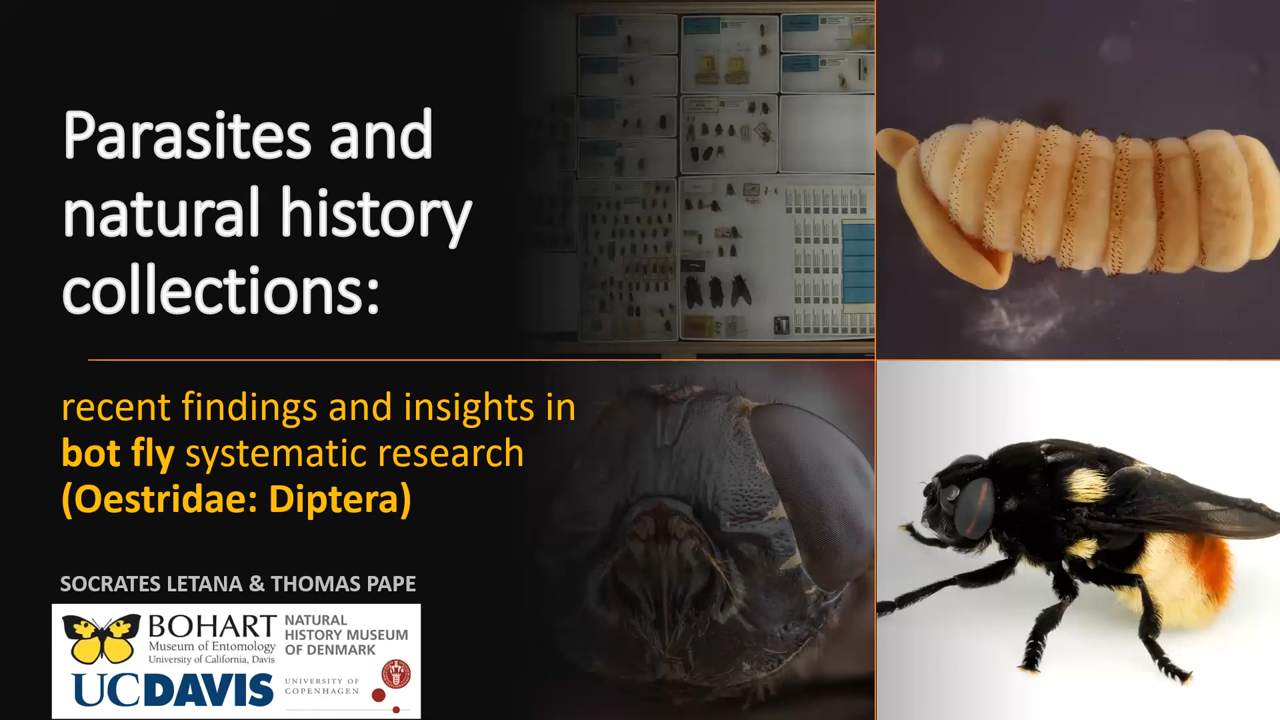 Parasites and
natural history
collections:
recent findings and insights in
bot fly systematic research
(Oestridae: Diptera)
SOCRATES LETANA & THOMAS PAPE
BOHART
Museum of Entomology
University of California, Davis
UCDAVIS
NATURAL
HISTORY MUSEUM
OF DENMARK
UNIVERSITY OF
COPENHAGEN